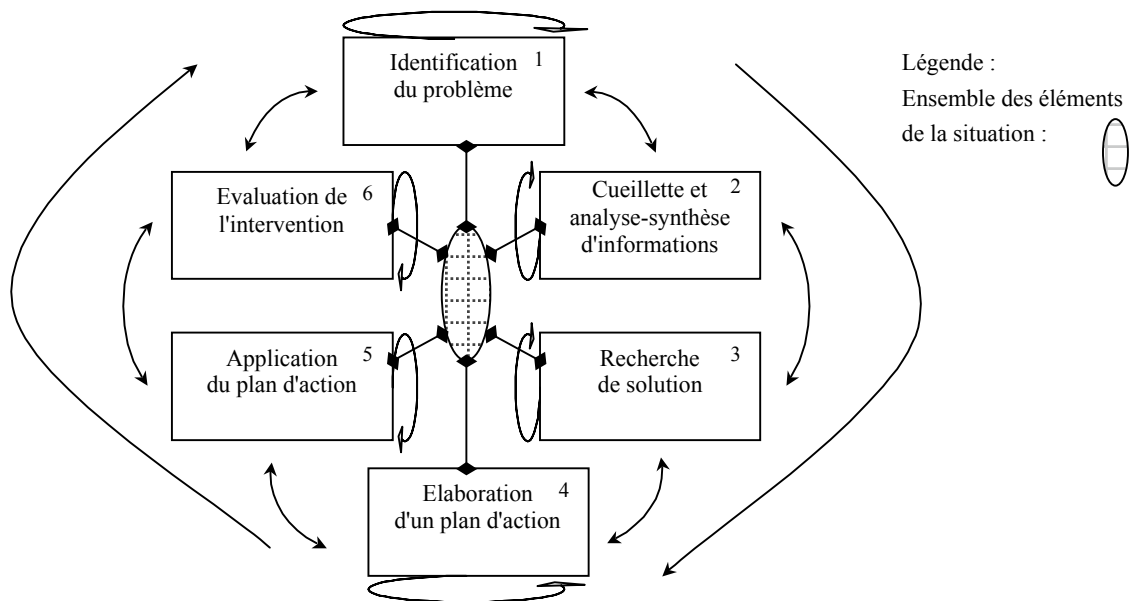 Identification 1
du problème
Légende :
Ensemble des éléments
de la situation :
Evaluation de 6
l'intervention
Cueillette et 2
analyse-synthèse
d'informations
Application 5
du plan d'action
Recherche 3
de solution
Elaboration 4
d'un plan d'action